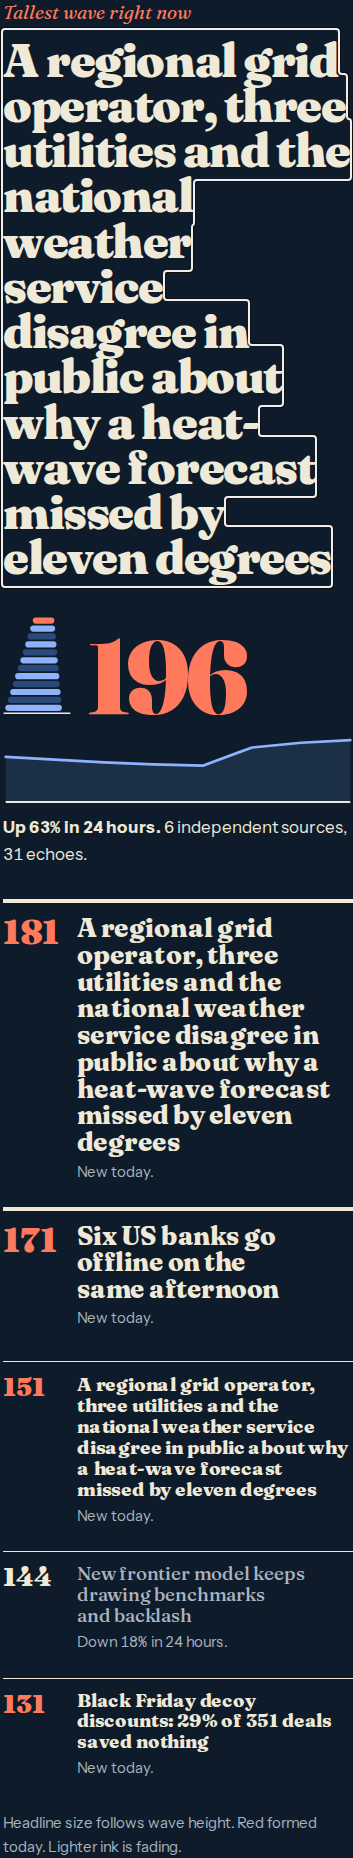 Tallest wave right now
A regional grid
operator, three
utilities and the
national
weather
service
disagree in
public about
why a heat-
wave forecast
missed by
eleven degrees
196
Up 63% in 24 hours. 6 independent sources,
31 echoes.
181
A regional grid
operator, three
utilities and the
national weather
service disagree in
public about why a
heat-wave forecast
missed by eleven
degrees
New today.
171
Six US banks go
offline on the
same afternoon
New today.
151
A regional grid operator,
three utilities and the
national weather service
disagree in public about why
a heat-wave forecast
missed by eleven degrees
New today.
144
New frontier model keeps
drawing benchmarks
and backlash
Down 18% in 24 hours.
131
Black Friday decoy
discounts: 29% of 351 deals
saved nothing
New today.
Headline size follows wave height. Red formed
today. Lighter ink is fading.